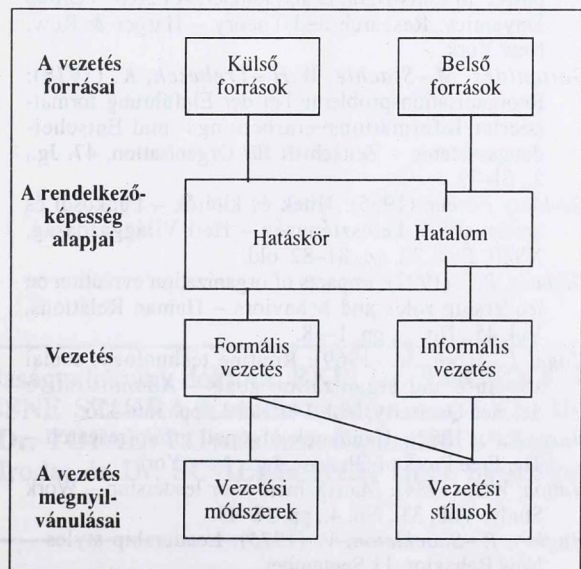 A vezetés
forrásai
Külső
források
Belső
források
A rendelkező-
képesség
alapjai
Hatáskör
Hatalom
Vezetés
Formális
vezetés
Informális
vezetés
A vezetés
megnyil-
vánulásai
Vezetési
módszerek
Vezetési
stílusok